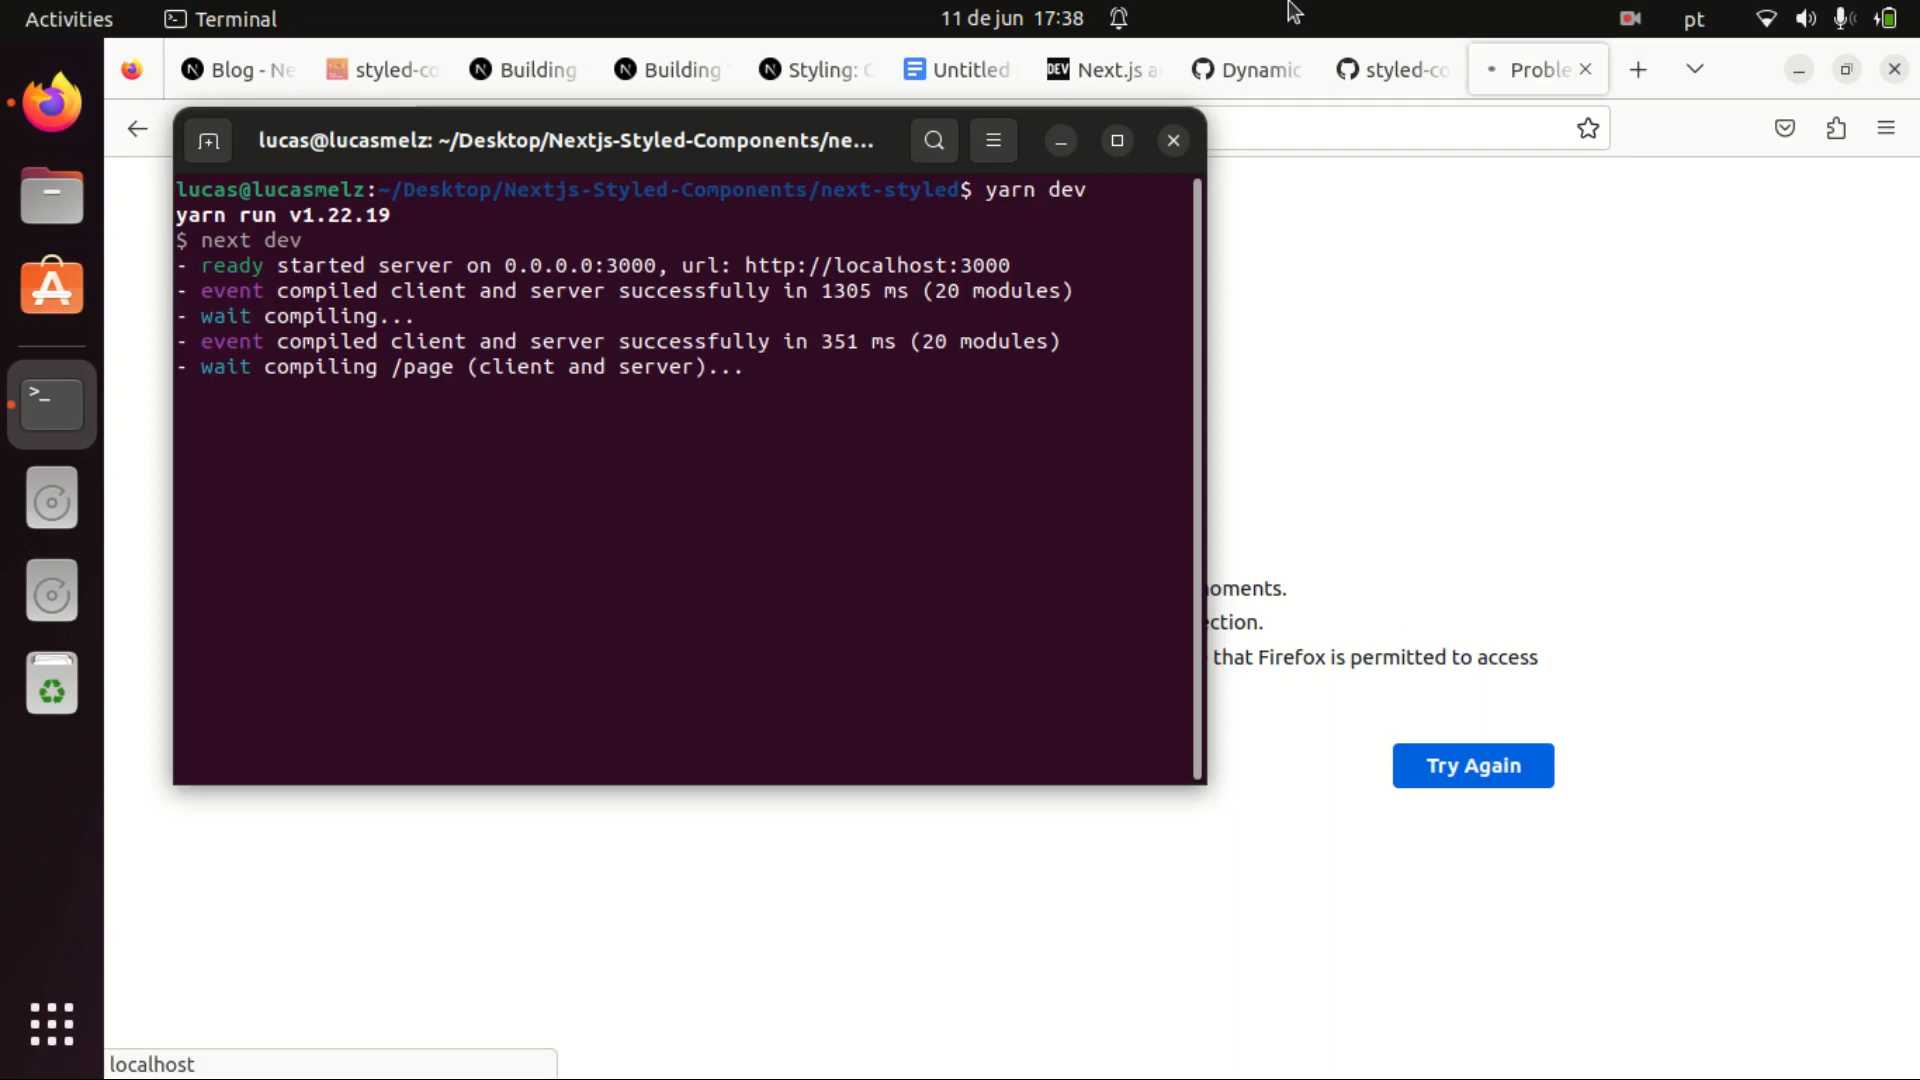 Activities
Terminal
11 de jun 17:38
pt
Blog - Ne
styled-co
Building
Building
Styling: C
Untitled
DEV Next.js a
Dynamic
styled-co
Proble
lucas@lucasmelz: ~/Desktop/Nextjs-Styled-Components/ne...
lucas@lucasmelz:~/Desktop/Nextjs-Styled-Components/next-styled$ yarn dev
yarn run v1.22.19
$ next dev
- ready started server on 0.0.0.0:3000, url: http://localhost:3000
- event compiled client and server successfully in 1305 ms (20 modules)
- wait compiling...
- event compiled client and server successfully in 351 ms (20 modules)
- wait compiling /page (client and server)...
oments.
ction.
that Firefox is permitted to access
Try Again
localhost